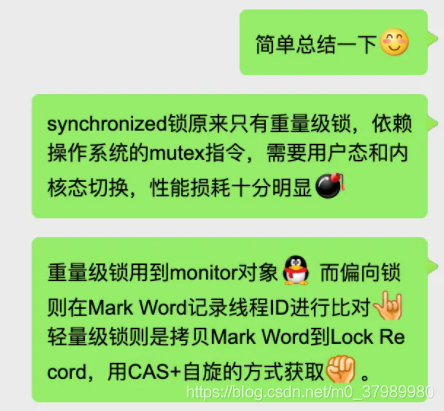 简单总结一下😊
synchronized锁原来只有重量级锁，依赖
操作系统的mutex指令，需要用户态和内
核态切换，性能损耗十分明显💣
重量级锁用到monitor对象🐧 而偏向锁
则在Mark Word记录线程ID进行比对🤟
轻量级锁则是拷贝Mark Word到Lock Re
cord，用CAS+自旋的方式获取✊。
https://blog.csdn.net/m0_37989980